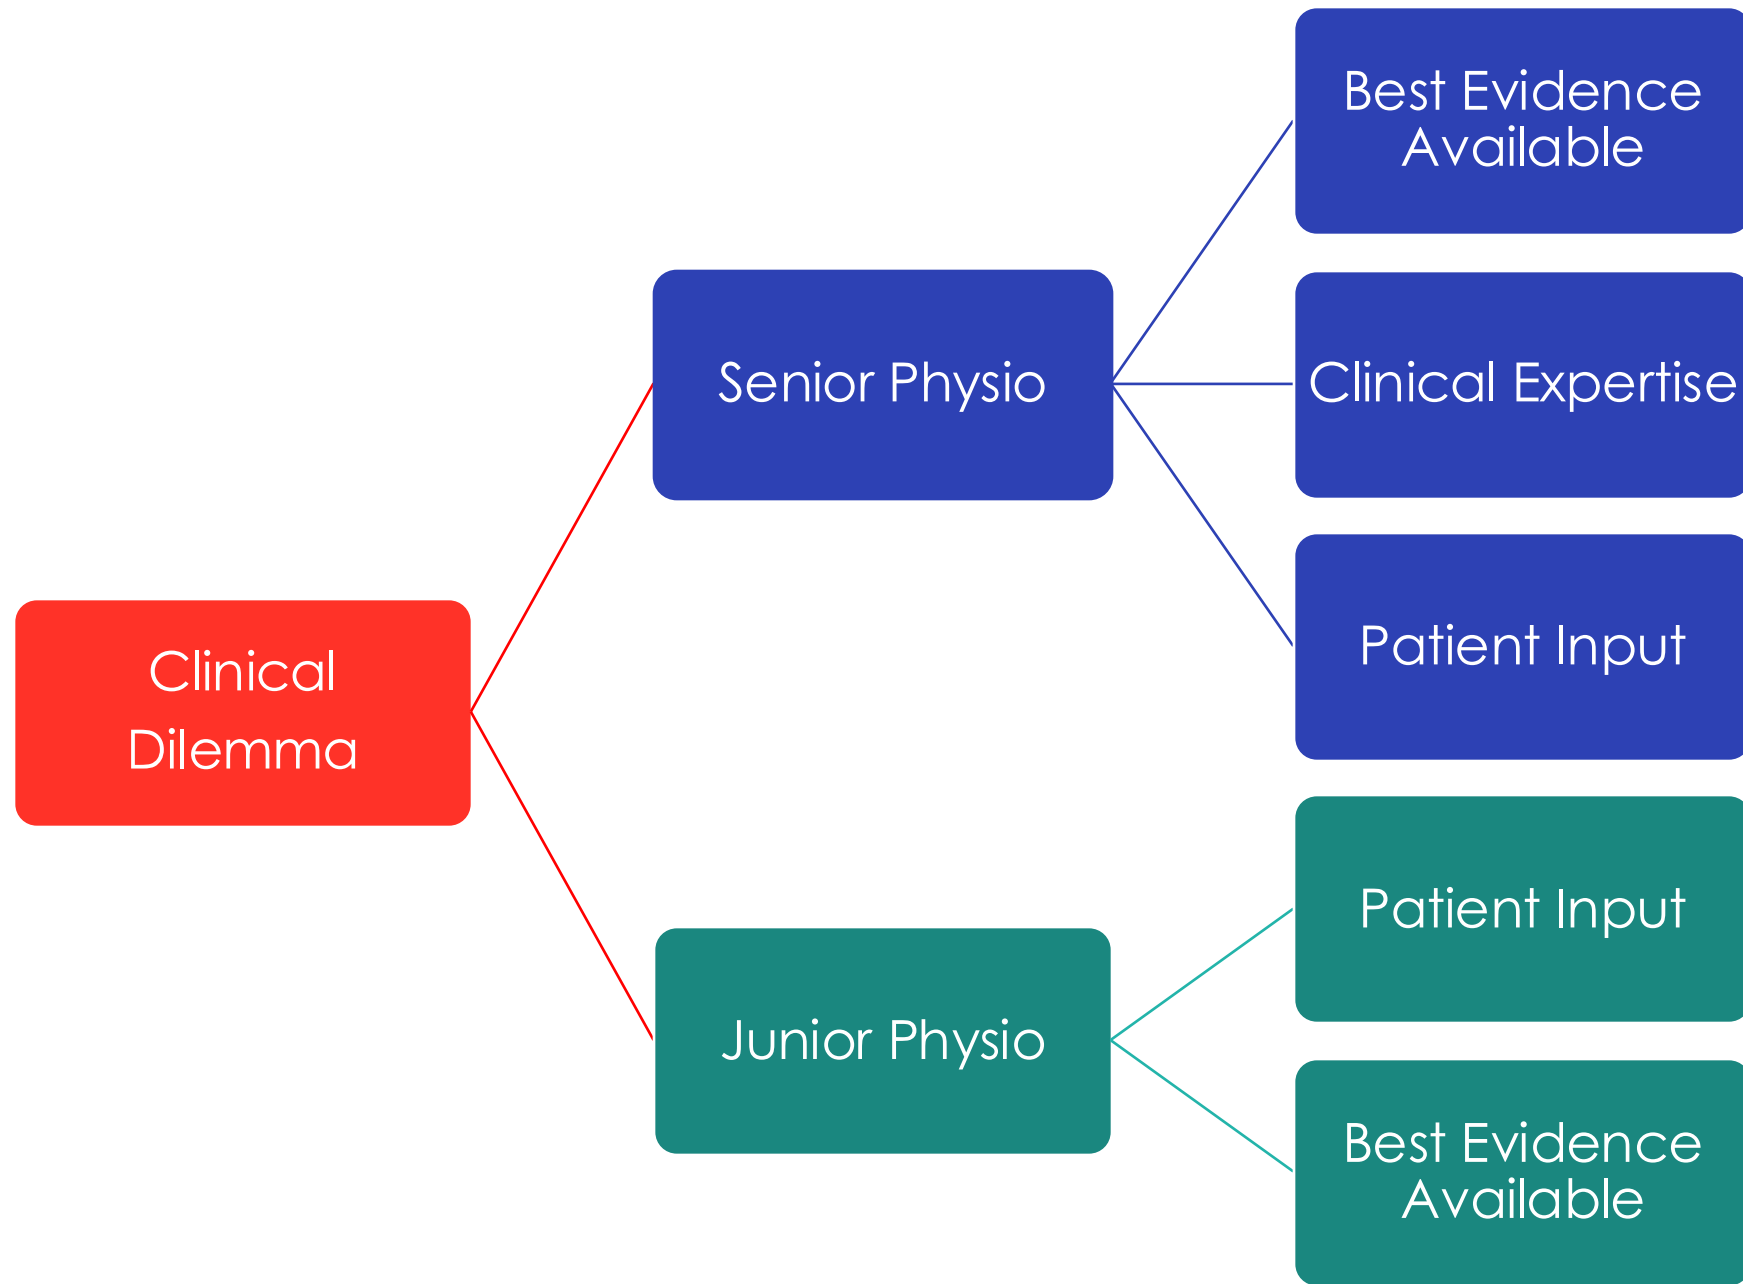 Clinical
Dilemma
Senior Physio
Best Evidence
Available
Clinical Expertise
Patient Input
Junior Physio
Patient Input
Best Evidence
Available